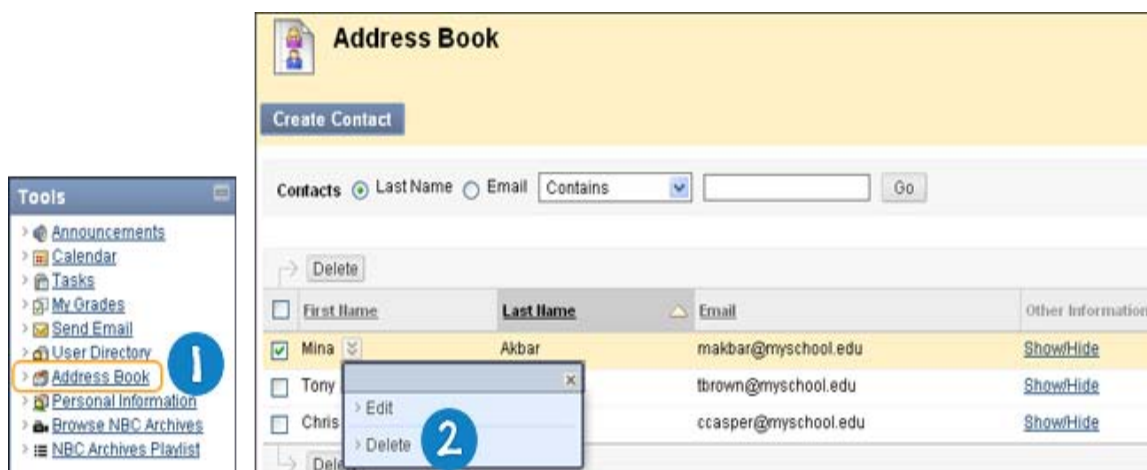 Tools
Announcements
Calendar
Tasks
My Grades
Send Email
User Directory
Address Book
Personal Information
Browse NBC Archives
NBC Archives Playlist
1
Address Book
Create Contact
Contacts Last Name Email Contains Go
Delete
First Name Last Name Email Other Information
Mina Akbar makbar@myschool.edu Show/Hide
Tony tbrown@myschool.edu Show/Hide
Chris ccasper@myschool.edu Show/Hide
Edit
Delete 2